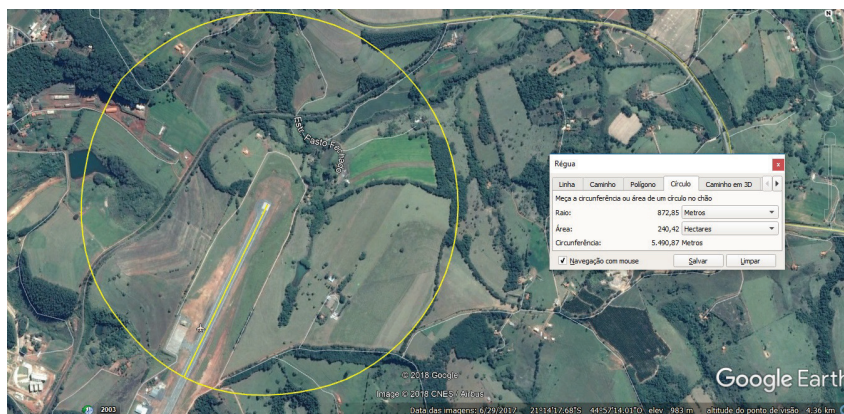 Estr. Pasto Fechado
N
Régua
x
Linha Caminho Polígono Círculo Caminho em 3D
Meça a circunferência ou área de um círculo no chão
Raio: 872,85 Metros
Área: 240,42 Hectares
Circunferência: 5.490,87 Metros
Navegação com mouse Salvar Limpar
© 2018 Google
Image © 2018 CNES / Airbus
Google Earth
2003
Data das imagens: 6/29/2017 21°14'17.68"S 44°57'14.01"O elev 983 m altitude do ponto de visão 4.36 km